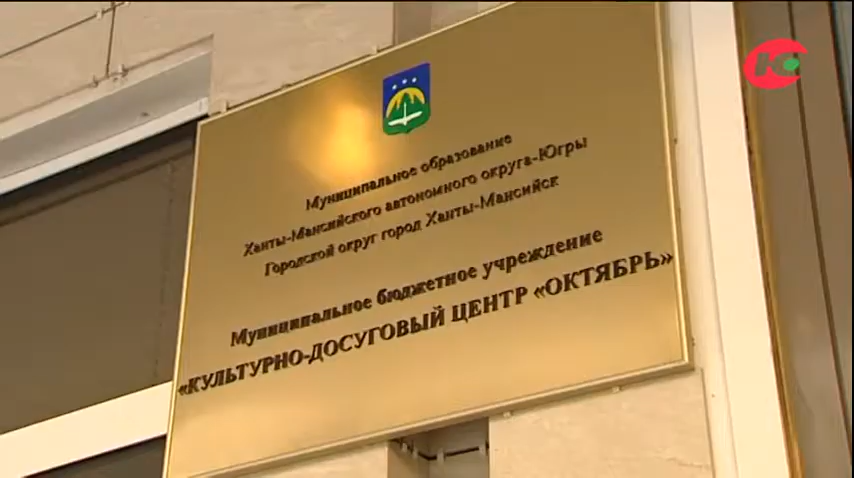 Ю
Муниципальное образование
Ханты-Мансийского автономного округа-Югры
Городской округ город Ханты-Мансийск
Муниципальное бюджетное учреждение
«КУЛЬТУРНО-ДОСУГОВЫЙ ЦЕНТР «ОКТЯБРЬ»